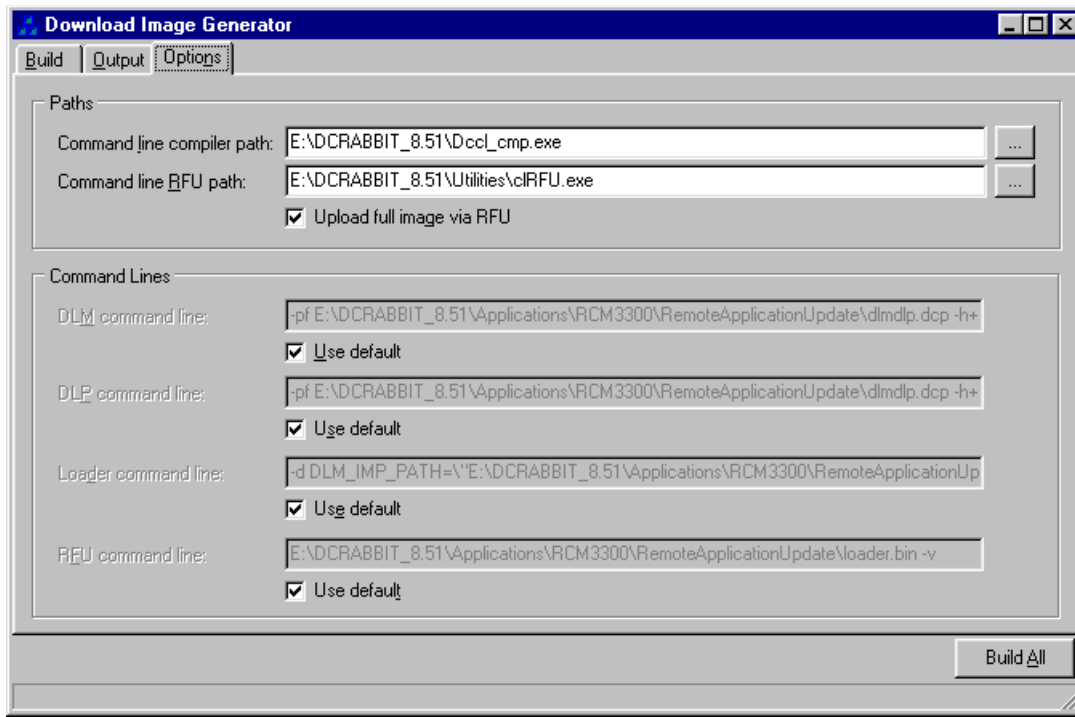 Download Image Generator
Build Output Options
Paths
Command line compiler path: E:\DCRABBIT_8.51\Dccl_cmp.exe ...
Command line RFU path: E:\DCRABBIT_8.51\Utilities\clRFU.exe ...
Upload full image via RFU
Command Lines
DLM command line: -pf E:\DCRABBIT_8.51\Applications\RCM3300\RemoteApplicationUpdate\dlmdlp.dcp -h+
Use default
DLP command line: -pf E:\DCRABBIT_8.51\Applications\RCM3300\RemoteApplicationUpdate\dlmdlp.dcp -h+
Use default
Loader command line: -d DLM_IMP_PATH=\"E:\DCRABBIT_8.51\Applications\RCM3300\RemoteApplicationUp
Use default
RFU command line: E:\DCRABBIT_8.51\Applications\RCM3300\RemoteApplicationUpdate\loader.bin -v
Use default
Build All